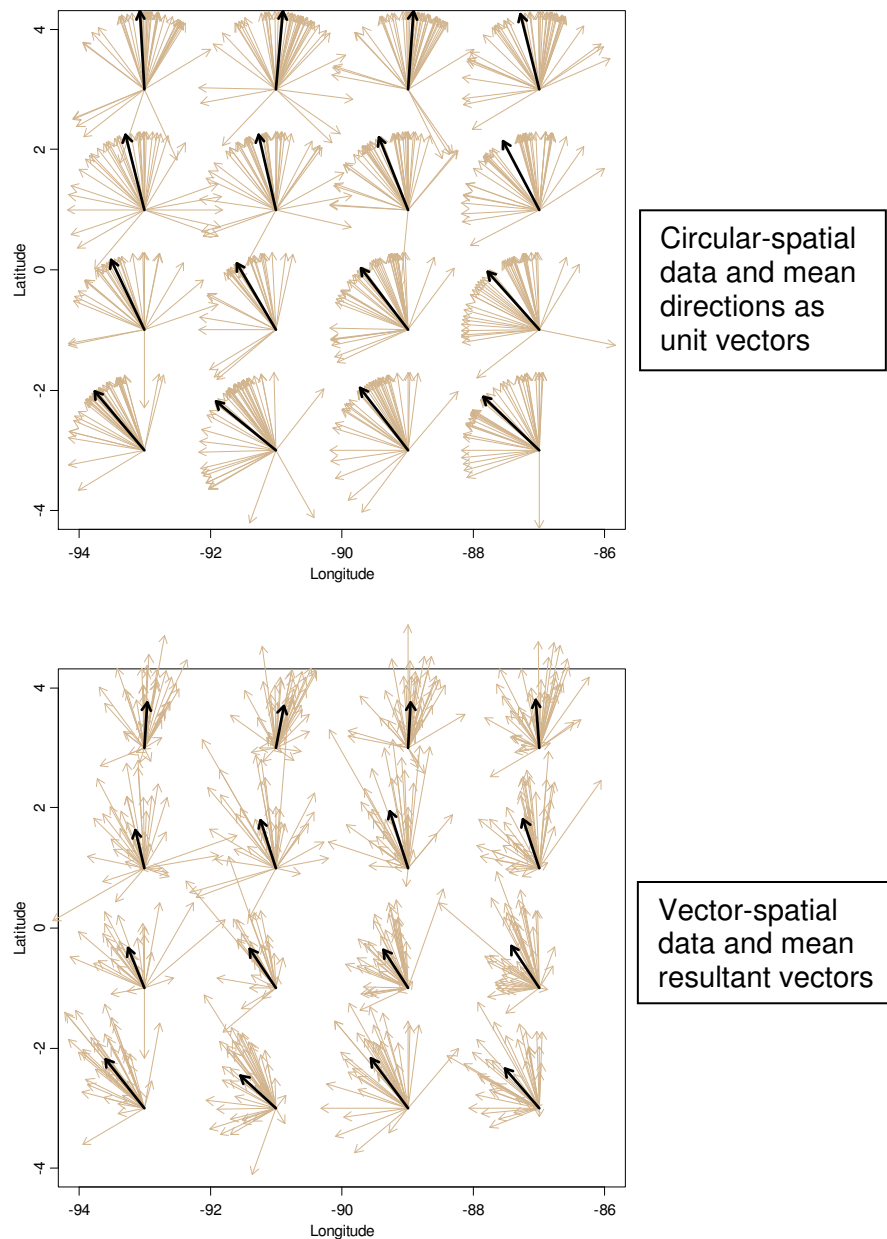 4
2
0
-2
-4
Latitude
-94
-92
-90
-88
-86
Longitude
Circular-spatial
data and mean
directions as
unit vectors
4
2
0
-2
-4
Latitude
-94
-92
-90
-88
-86
Longitude
Vector-spatial
data and mean
resultant vectors